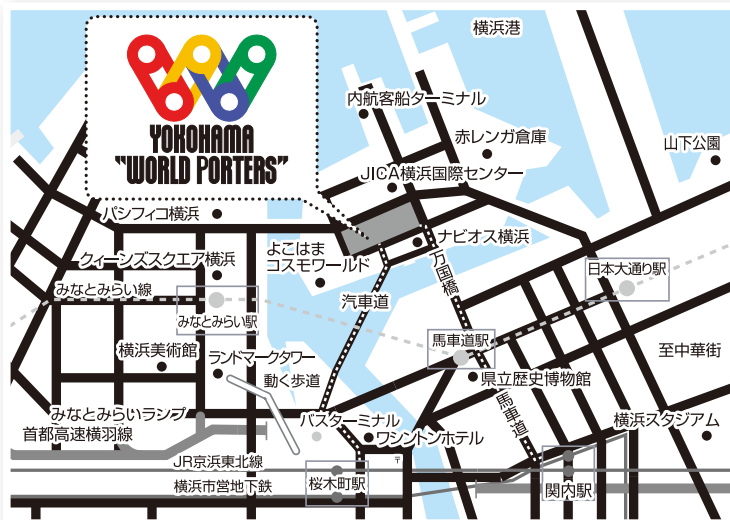 横浜港
YOKOHAMA
"WORLD PORTERS"
内航客船ターミナル
赤レンガ倉庫
山下公園
JICA横浜国際センター
パシフィコ横浜
ナビオス横浜
よこはま
コスモワールド
クィーンズスクエア横浜
万国橋
日本大通り駅
みなとみらい線
汽車道
みなとみらい駅
馬車道駅
横浜美術館
ランドマークタワー
至中華街
動く歩道
県立歴史博物館
馬車道
みなとみらいランプ
バスターミナル
横浜スタジアム
首都高速横羽線
ワシントンホテル
JR京浜東北線
〒
横浜市営地下鉄
桜木町駅
関内駅